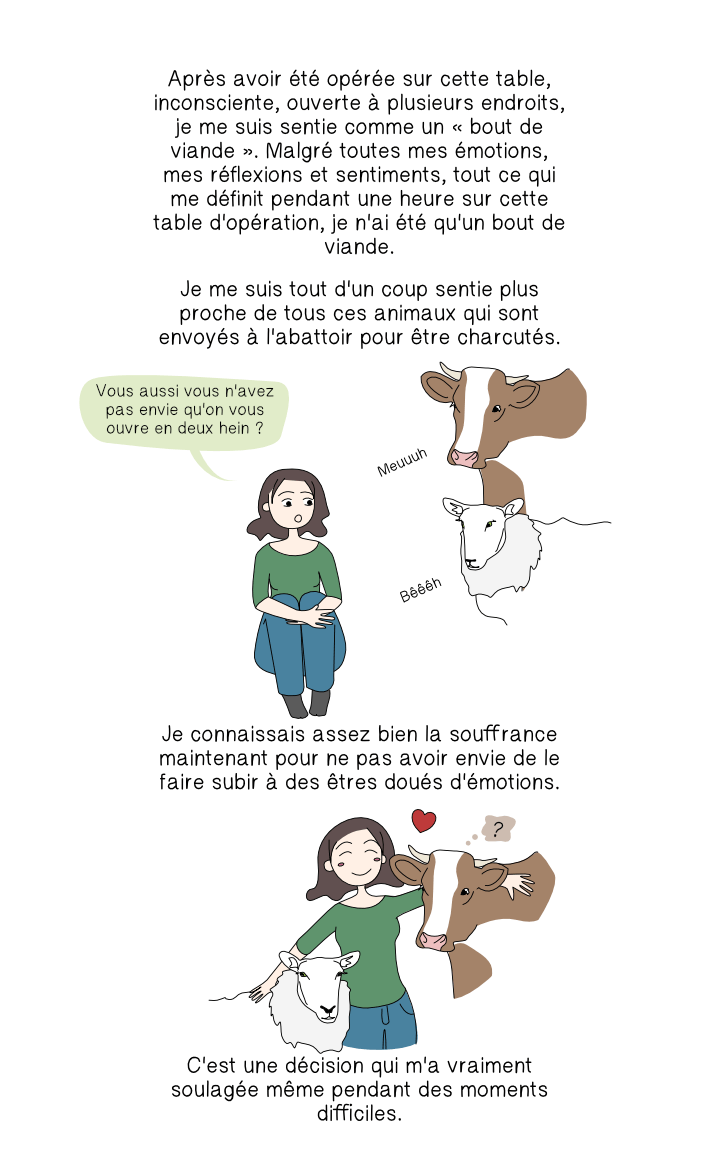 Après avoir été opérée sur cette table,
inconsciente, ouverte à plusieurs endroits,
je me suis sentie comme un « bout de
viande ». Malgré toutes mes émotions,
mes réflexions et sentiments, tout ce qui
me définit pendant une heure sur cette
table d'opération, je n'ai été qu'un bout de
viande.
Je me suis tout d'un coup sentie plus
proche de tous ces animaux qui sont
envoyés à l'abattoir pour être charcutés.
Vous aussi vous n'avez
pas envie qu'on vous
ouvre en deux hein ?
Meuuuh
Bêêêh
Je connaissais assez bien la souffrance
maintenant pour ne pas avoir envie de le
faire subir à des êtres doués d'émotions.
?
C'est une décision qui m'a vraiment
soulagée même pendant des moments
difficiles.